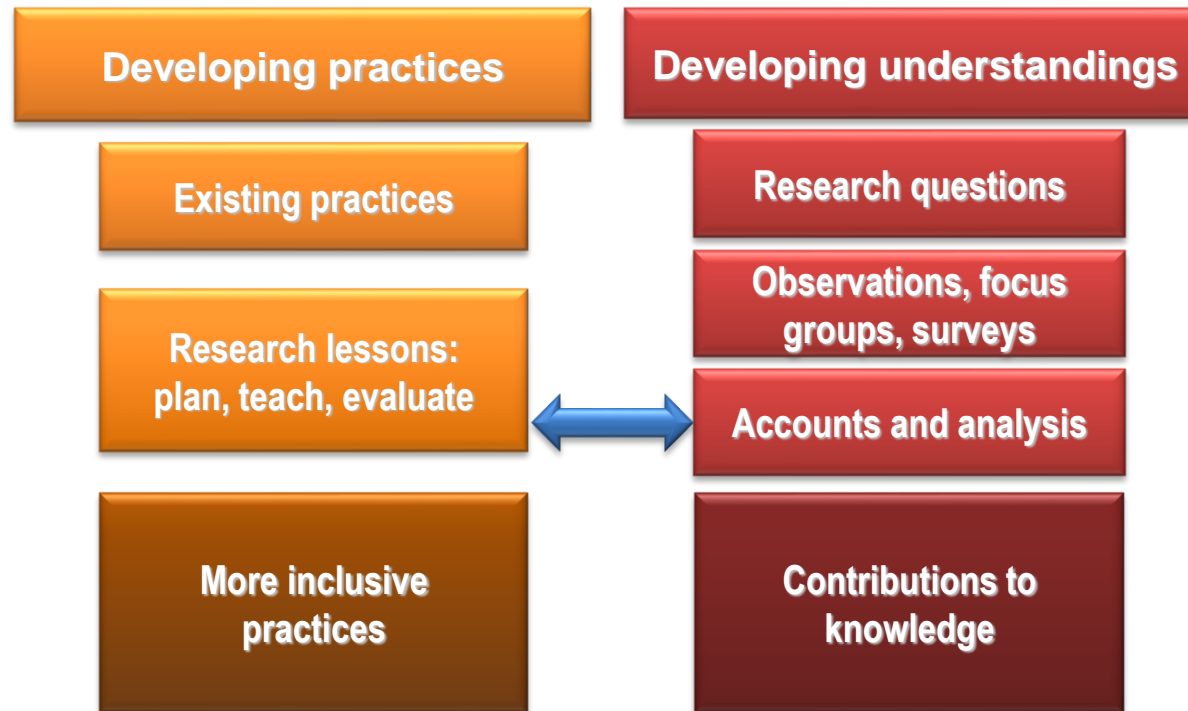 Developing practices
Existing practices
Research lessons:
plan, teach, evaluate
More inclusive
practices
Developing understandings
Research questions
Observations, focus
groups, surveys
Accounts and analysis
Contributions to
knowledge